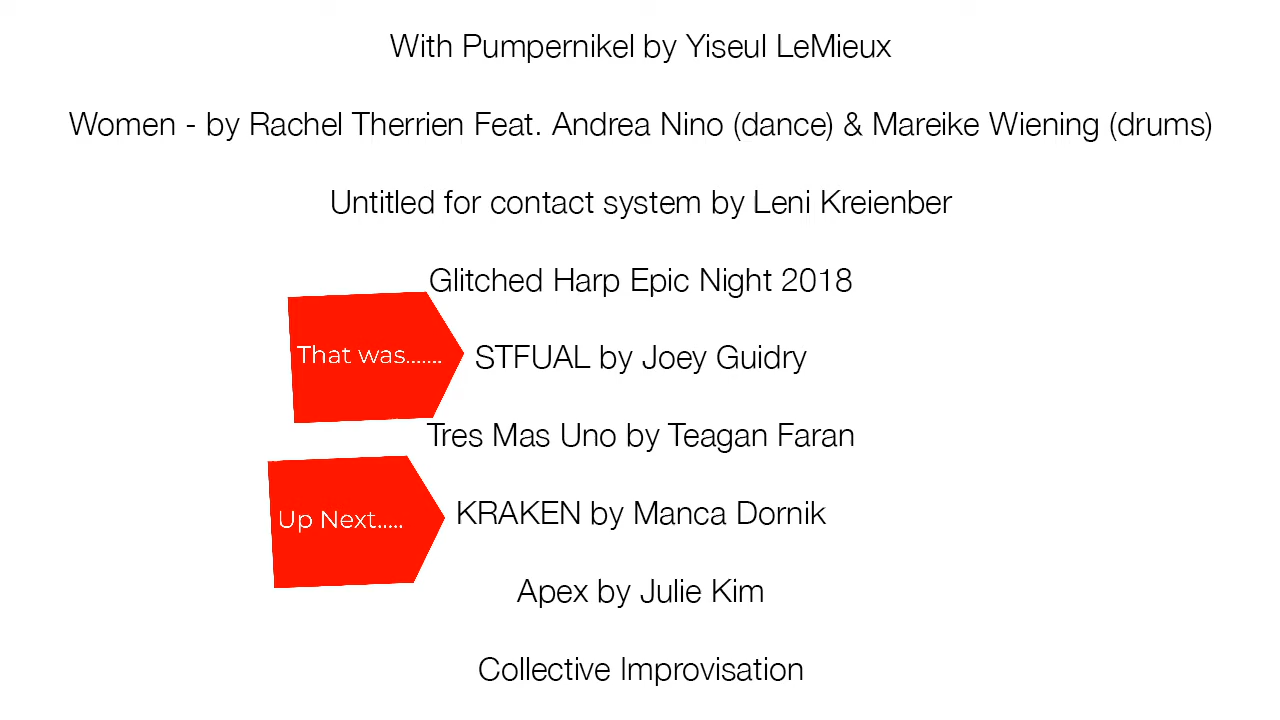 With Pumpernikel by Yiseul LeMieux
Women - by Rachel Therrien Feat. Andrea Nino (dance) & Mareike Wiening (drums)
Untitled for contact system by Leni Kreienber
Glitched Harp Epic Night 2018
That was.......
STFUAL by Joey Guidry
Tres Mas Uno by Teagan Faran
Up Next.....
KRAKEN by Manca Dornik
Apex by Julie Kim
Collective Improvisation